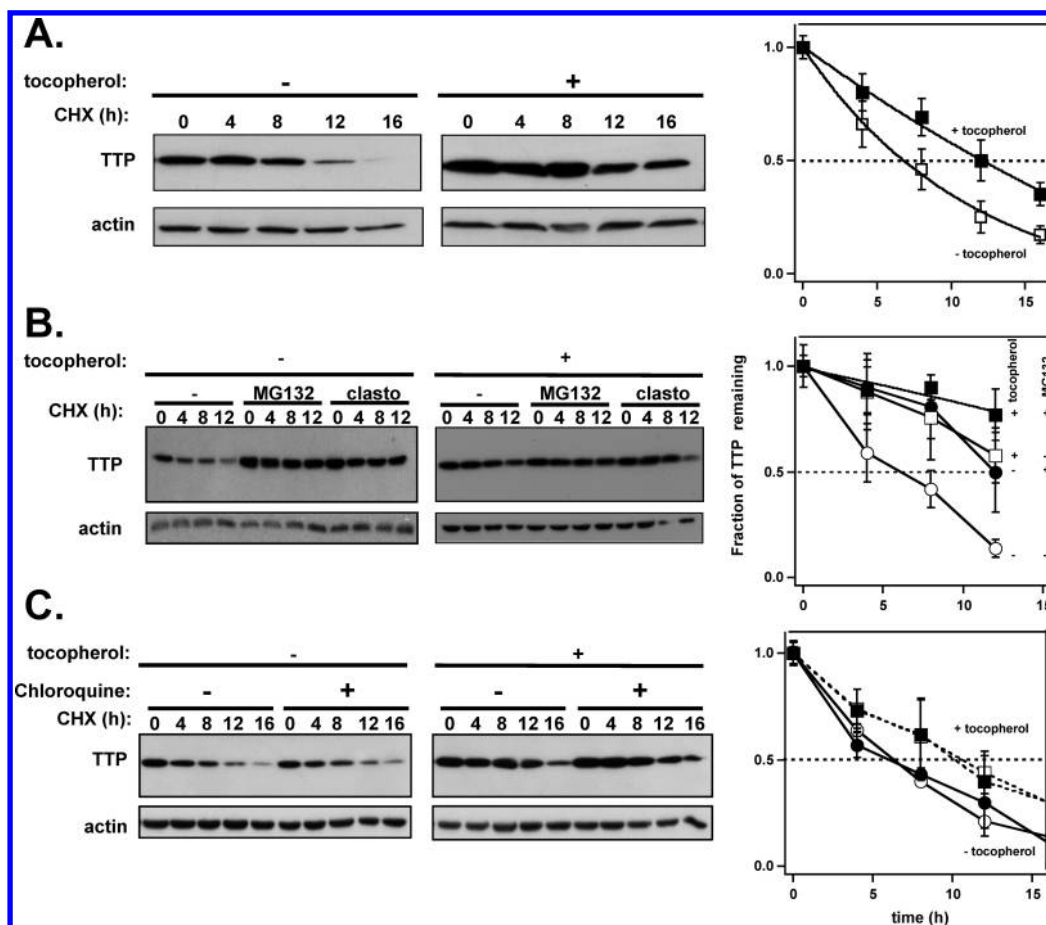 A.
tocopherol: - +
CHX (h): 0 4 8 12 16 0 4 8 12 16
TTP
actin
1.0
0.5
0.0
+ tocopherol
- tocopherol
0 5 10 15
B.
tocopherol: - +
- MG132 clasto - MG132 clasto
CHX (h): 0 4 8 12 0 4 8 12 0 4 8 12 0 4 8 12 0 4 8 12 0 4 8 12
TTP
actin
Fraction of TTP remaining
1.0
0.5
0.0
tocopherol
MG132
+ +
+ -
- +
- -
0 5 10 15
C.
tocopherol: - +
Chloroquine: - + - +
CHX (h): 0 4 8 12 16 0 4 8 12 16 0 4 8 12 16 0 4 8 12 16
TTP
actin
1.0
0.5
0.0
+ tocopherol
- tocopherol
0 5 10 15
time (h)